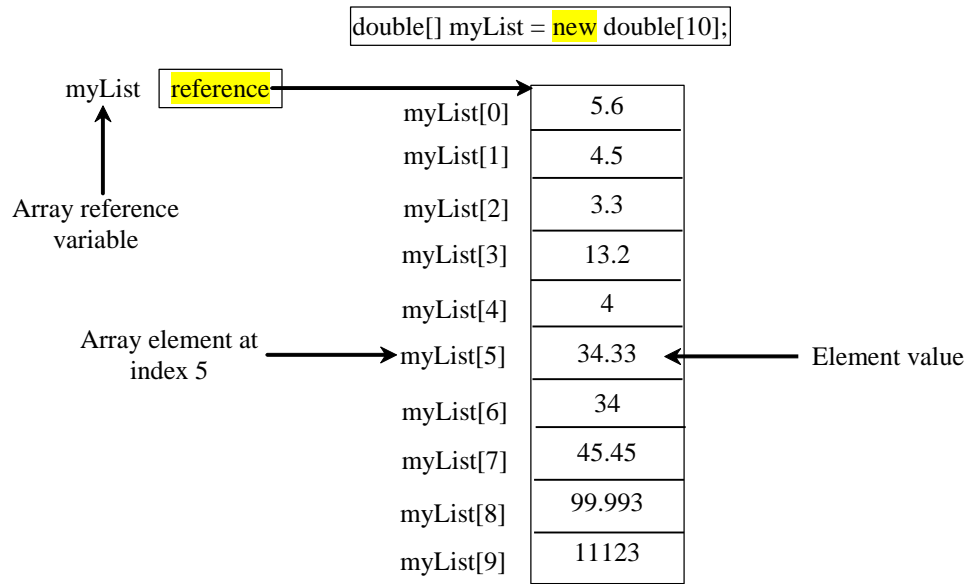 double[] myList = new double[10];
myList reference
myList[0] 5.6
myList[1] 4.5
Array reference
variable
myList[2] 3.3
myList[3] 13.2
myList[4] 4
Array element at
index 5
myList[5] 34.33
Element value
myList[6] 34
myList[7] 45.45
myList[8] 99.993
myList[9] 11123